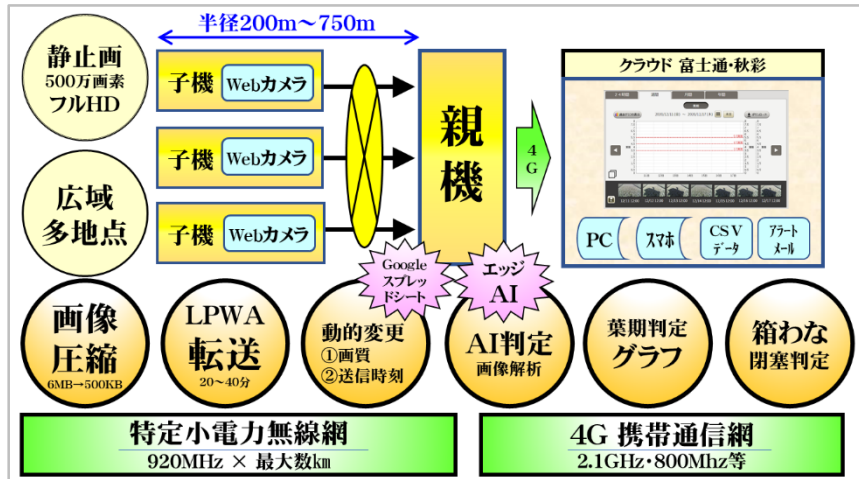 半径200m～750m
静止画
500万画素
フルHD
広域
多地点
子機 Webカメラ
子機 Webカメラ
子機 Webカメラ
親機
4G
クラウド 富士通・秋彩
PC
スマホ
CSV
データ
アラート
メール
Google
スプレッ
ドシート
エッジ
AI
画像
圧縮
6MB→500KB
LPWA
転送
20～40分
動的変更
①画質
②送信時刻
AI判定
画像解析
葉期判定
グラフ
箱わな
閉塞判定
特定小電力無線網
920MHz × 最大数㎞
4G 携帯通信網
2.1GHz・800Mhz等